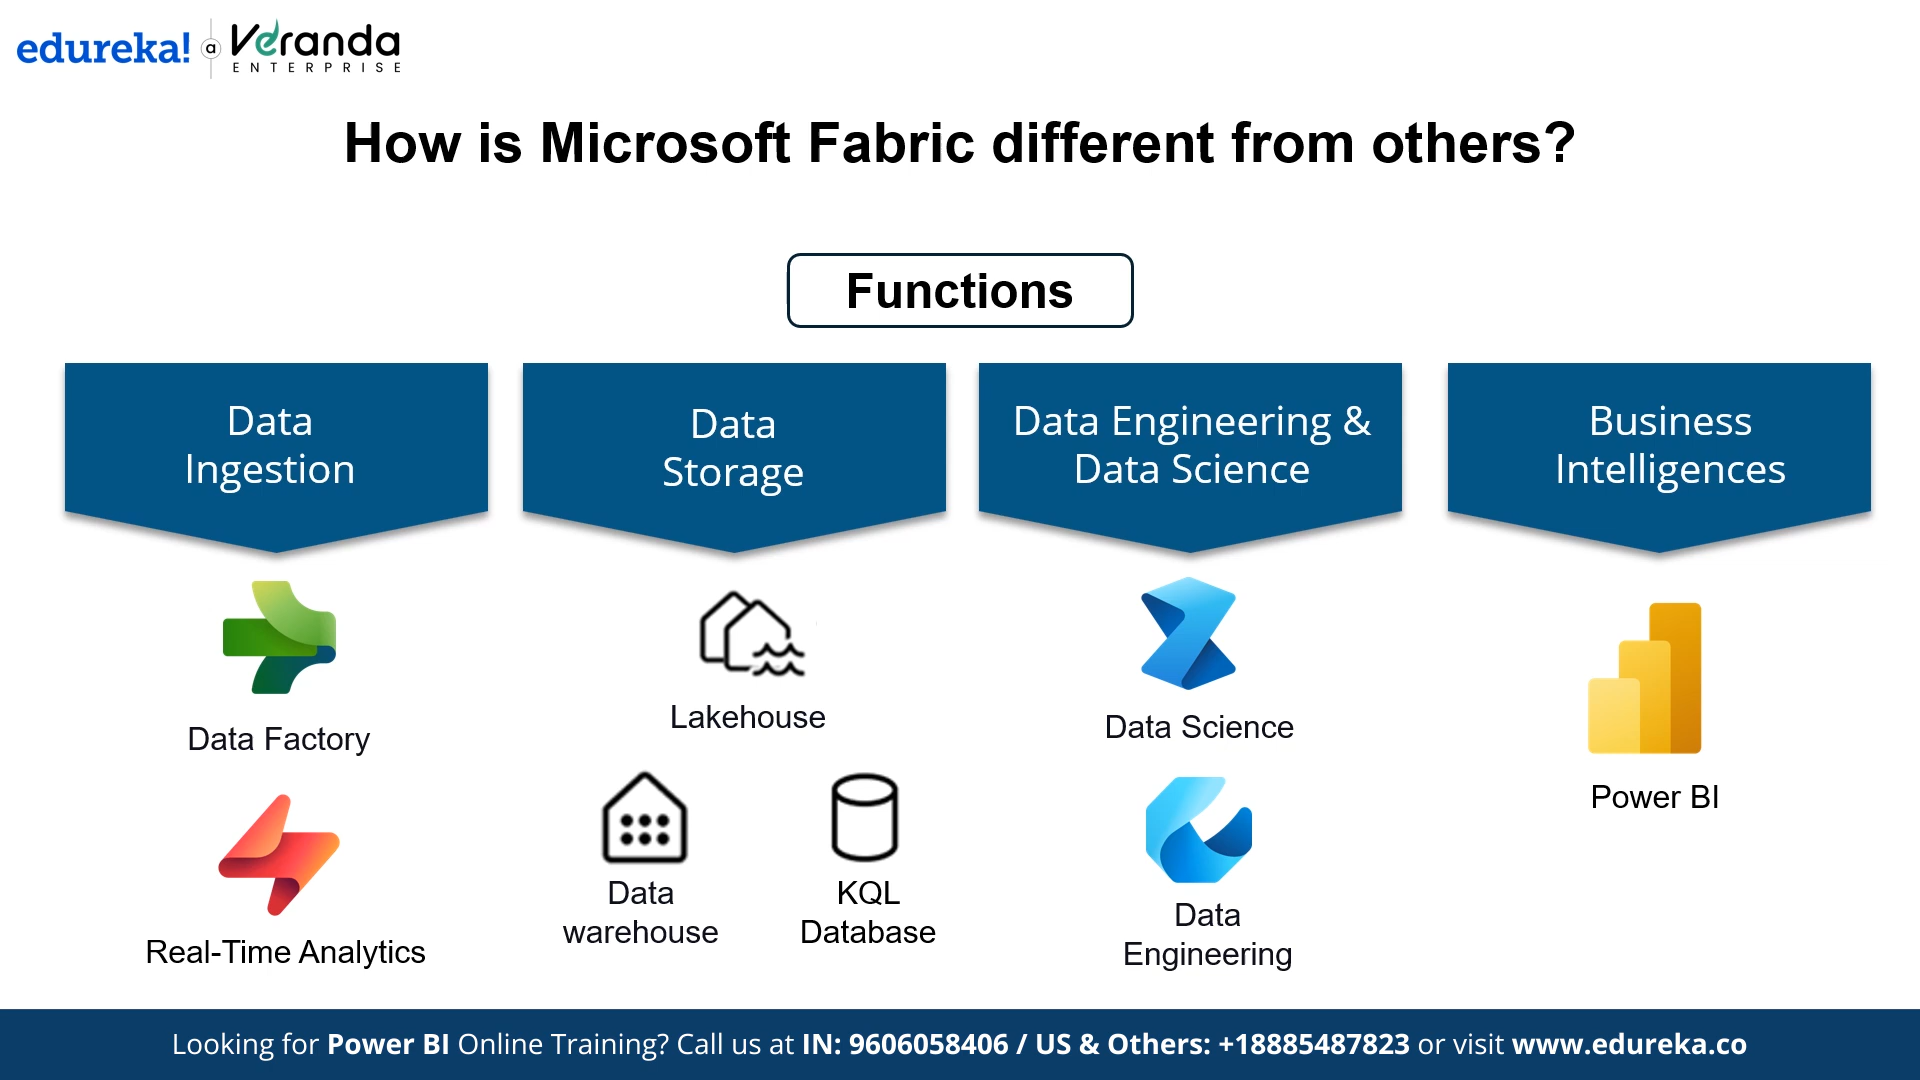 edureka! a Veranda
ENTERPRISE
How is Microsoft Fabric different from others?
Functions
Data
Ingestion
Data
Storage
Data Engineering &
Data Science
Business
Intelligences
Data Factory
Real-Time Analytics
Lakehouse
Data
warehouse
KQL
Database
Data Science
Data
Engineering
Power BI
Looking for Power BI Online Training? Call us at IN: 9606058406 / US & Others: +18885487823 or visit www.edureka.co